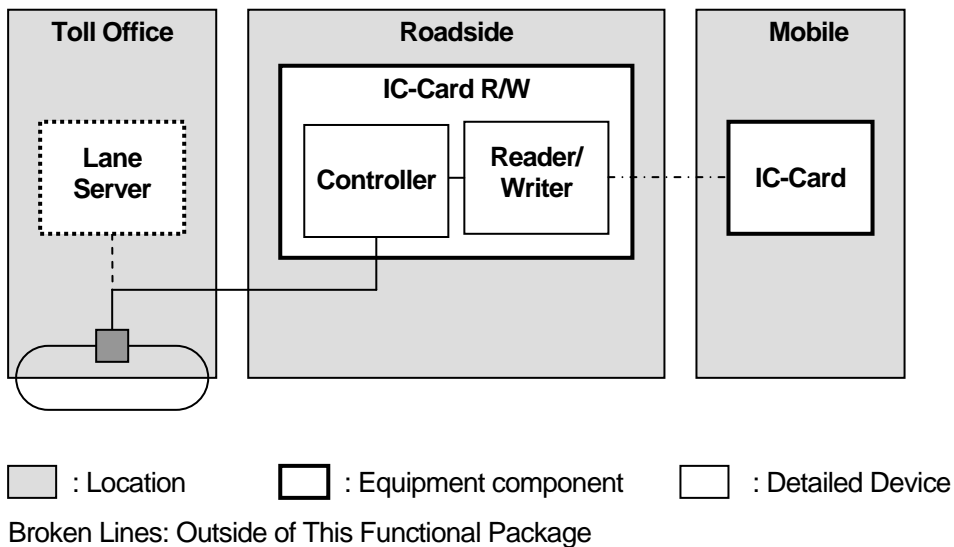 Toll Office
Roadside
Mobile
IC-Card R/W
Lane
Server
Controller
Reader/
Writer
IC-Card
: Location
: Equipment component
: Detailed Device
Broken Lines: Outside of This Functional Package